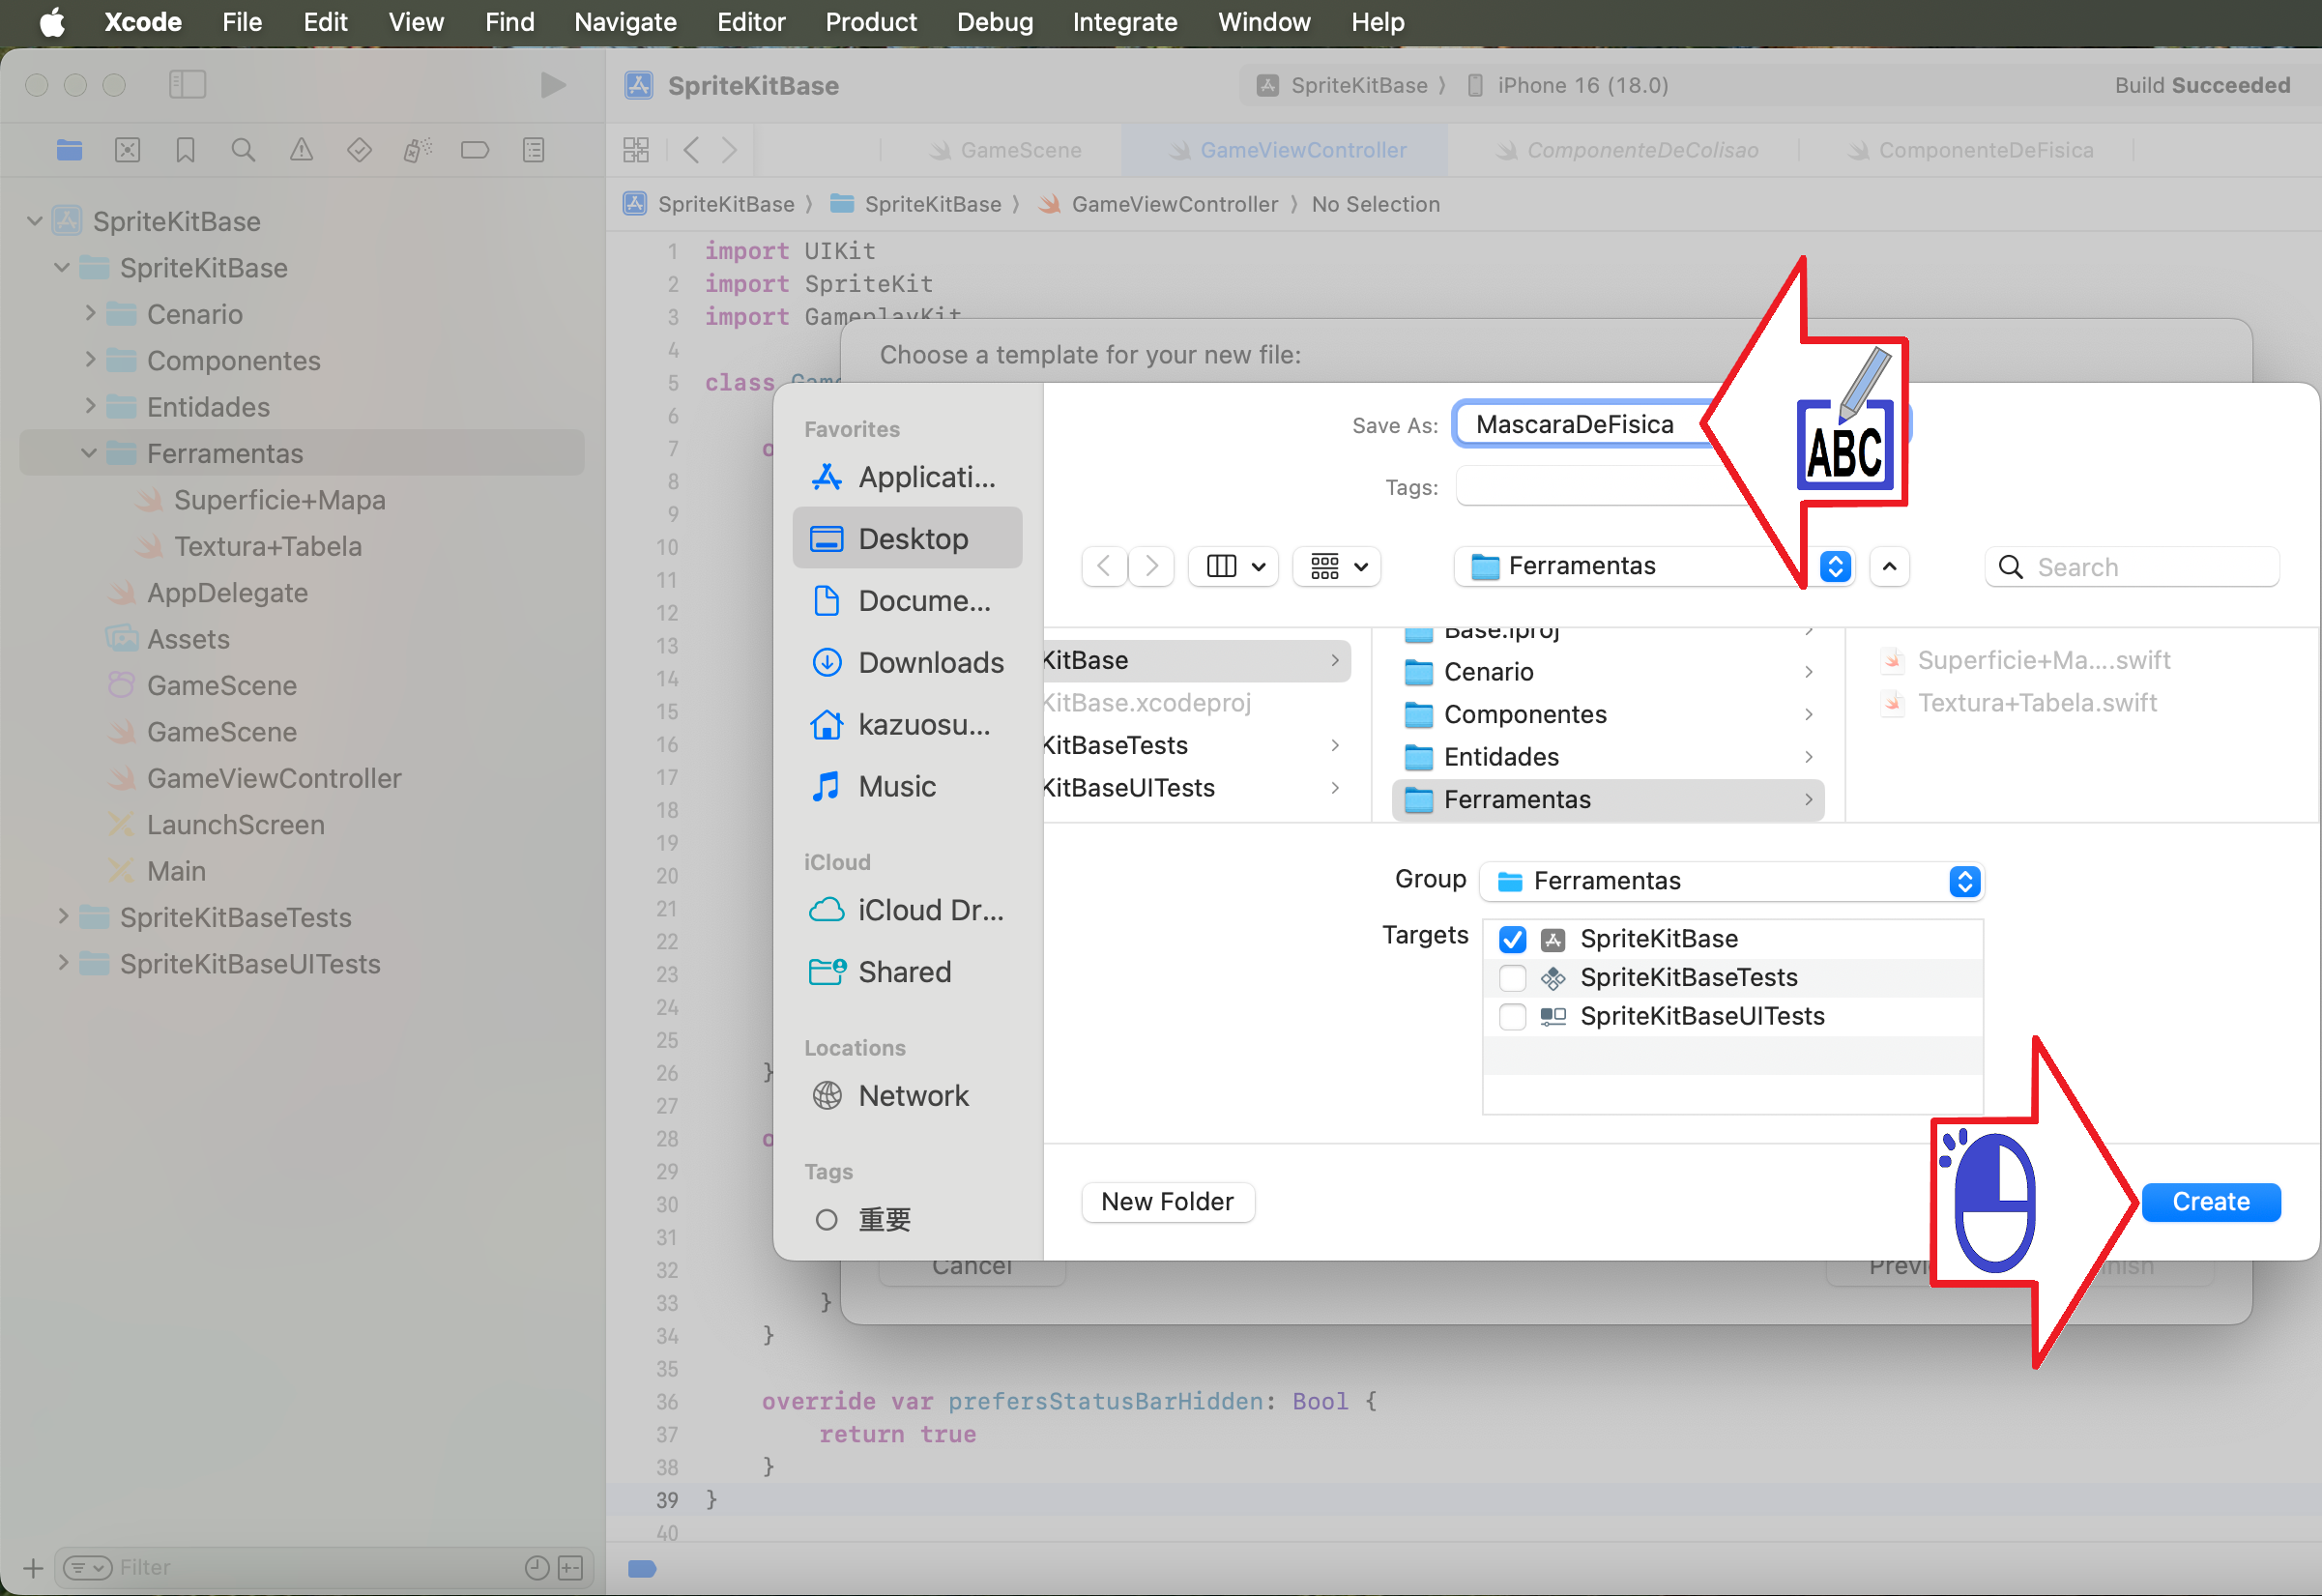 Xcode File Edit View Find Navigate Editor Product Debug Integrate Window Help
SpriteKitBase
SpriteKitBase iPhone 16 (18.0)
Build Succeeded
GameScene GameViewController ComponenteDeColisao ComponenteDeFisica
SpriteKitBase SpriteKitBase GameViewController No Selection
SpriteKitBase
SpriteKitBase
Cenario
Componentes
Entidades
Ferramentas
Superficie+Mapa
Textura+Tabela
AppDelegate
Assets
GameScene
GameScene
GameViewController
LaunchScreen
Main
SpriteKitBaseTests
SpriteKitBaseUITests
Filter
1 import UIKit
2 import SpriteKit
3 import GameplayKit
4
5 class Game
6
7 o
8
9
10
11
12
13
14
15
16
17
18
19
20
21
22
23
24
25
26 }
27
28 o
29
30
31
32
33 }
34 }
35
36 override var prefersStatusBarHidden: Bool {
37 return true
38 }
39 }
40
Choose a template for your new file:
Favorites
Applicati...
Desktop
Docume...
Downloads
kazuosu...
Music
iCloud
iCloud Dr...
Shared
Locations
Network
Tags
重要
Save As: MascaraDeFisica
ABC
Tags:
Ferramentas
Search
KitBase
KitBase.xcodeproj
KitBaseTests
KitBaseUITests
Base.lproj
Cenario
Componentes
Entidades
Ferramentas
Superficie+Ma....swift
Textura+Tabela.swift
Group Ferramentas
Targets SpriteKitBase
SpriteKitBaseTests
SpriteKitBaseUITests
New Folder
Create
Cancel